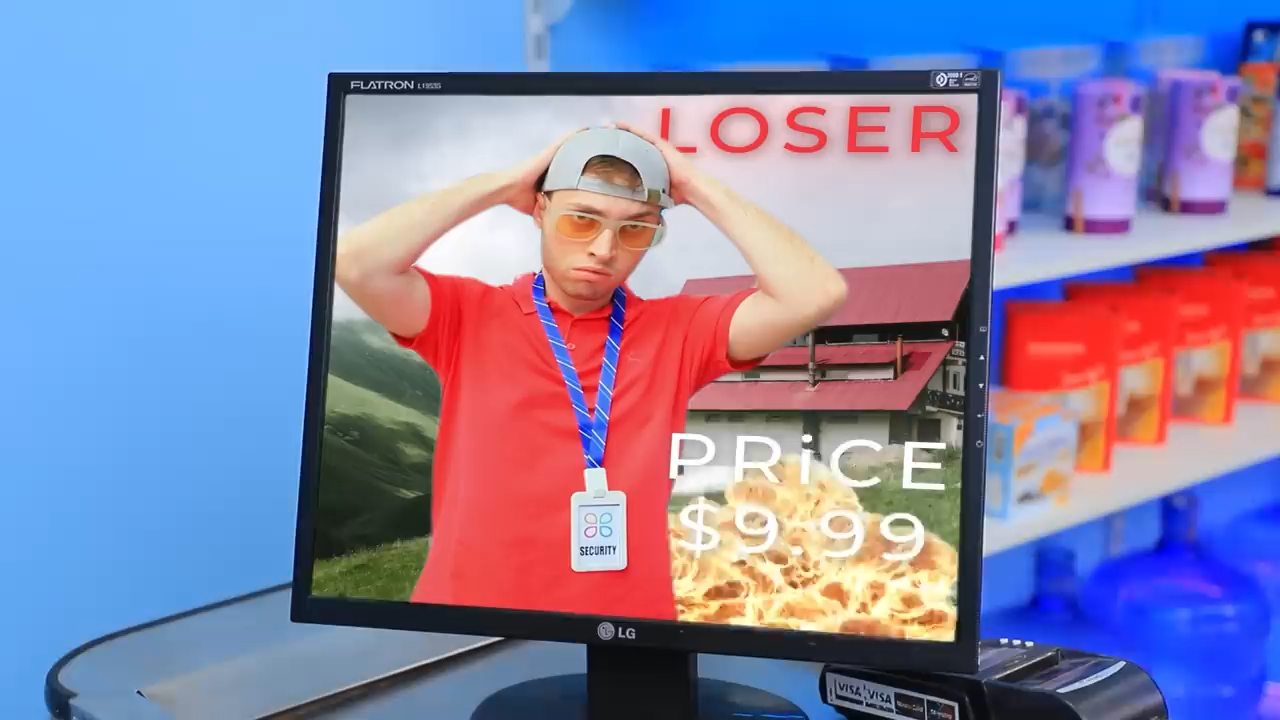 FLATRON L1953S
LOSER
PRiCE
$9.99
SECURITY
LG
VISA VISA